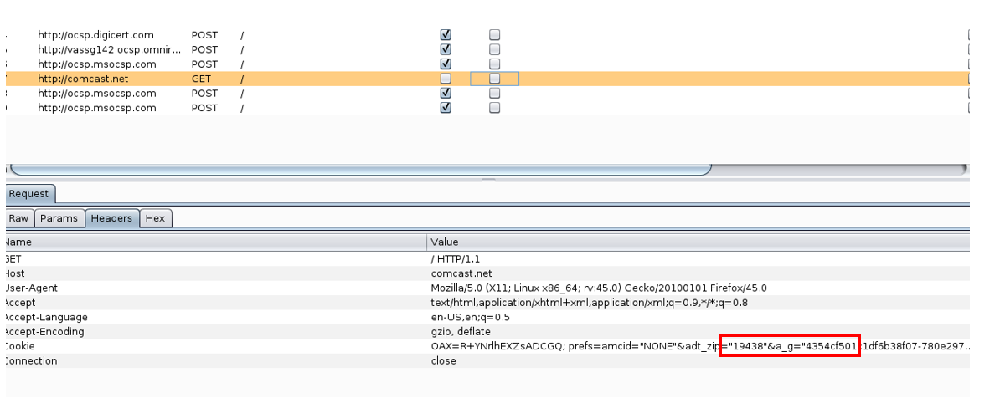 http://ocsp.digicert.com POST /
http://vassg142.ocsp.omnir... POST /
http://ocsp.msocsp.com POST /
http://comcast.net GET /
http://ocsp.msocsp.com POST /
http://ocsp.msocsp.com POST /
Request
Raw Params Headers Hex
Name Value
GET / HTTP/1.1
Host comcast.net
User-Agent Mozilla/5.0 (X11; Linux x86_64; rv:45.0) Gecko/20100101 Firefox/45.0
Accept text/html,application/xhtml+xml,application/xml;q=0.9,*/*;q=0.8
Accept-Language en-US,en;q=0.5
Accept-Encoding gzip, deflate
Cookie OAX=R+YNrlhEXZsADCGQ; prefs=amcid="NONE"&adt_zip="19438"&a_g="4354cf501c1df6b38f07-780e297...
Connection close